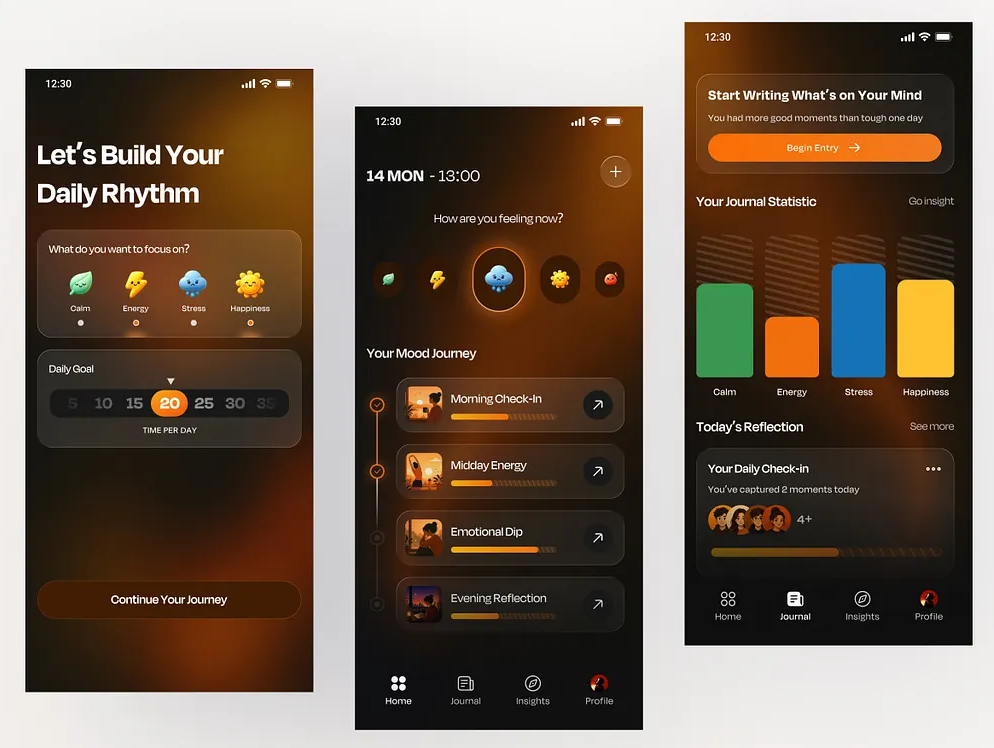 12:30
Let's Build Your
Daily Rhythm
What do you want to focus on?
Calm
Energy
Stress
Happiness
Daily Goal
5 10 15 20 25 30 35
TIME PER DAY
Continue Your Journey
12:30
14 MON - 13:00
How are you feeling now?
Your Mood Journey
Morning Check-In
Midday Energy
Emotional Dip
Evening Reflection
Home
Journal
Insights
Profile
12:30
Start Writing What's on Your Mind
You had more good moments than tough one day
Begin Entry
Your Journal Statistic
Go insight
Calm
Energy
Stress
Happiness
Today's Reflection
See more
Your Daily Check-in
You've captured 2 moments today
4+
Home
Journal
Insights
Profile